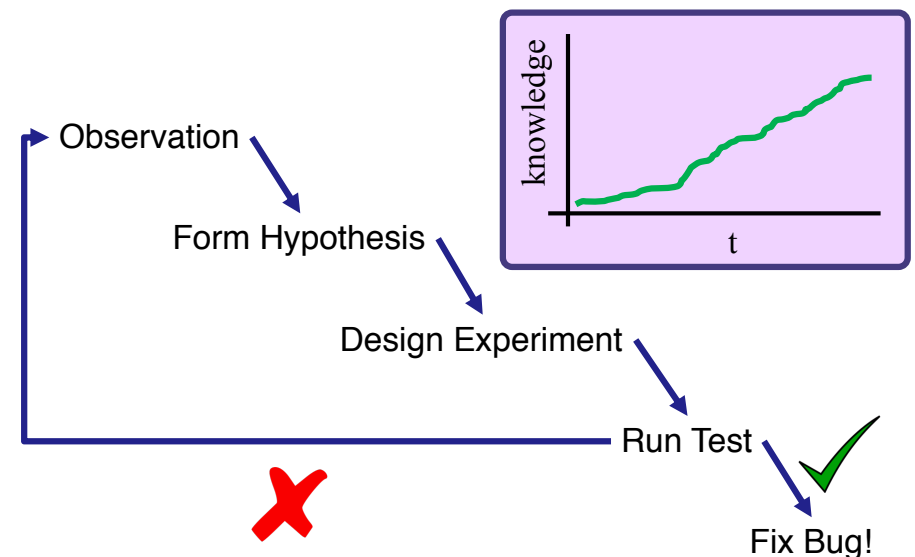 knowledge
t
Observation
Form Hypothesis
Design Experiment
Run Test
Fix Bug!